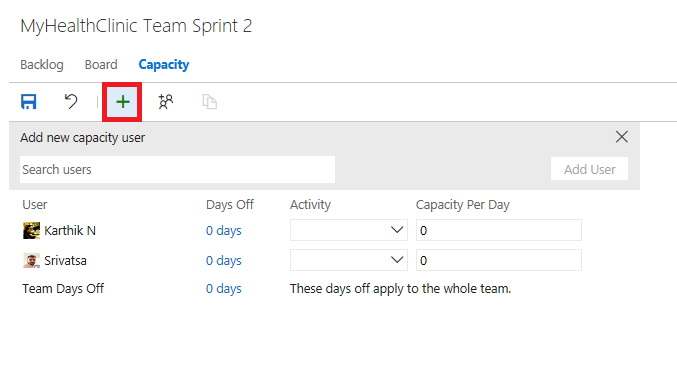 MyHealthClinic Team Sprint 2
Backlog Board Capacity
Add new capacity user
Search users Add User
User Days Off Activity Capacity Per Day
Karthik N 0 days 0
Srivatsa 0 days 0
Team Days Off 0 days These days off apply to the whole team.